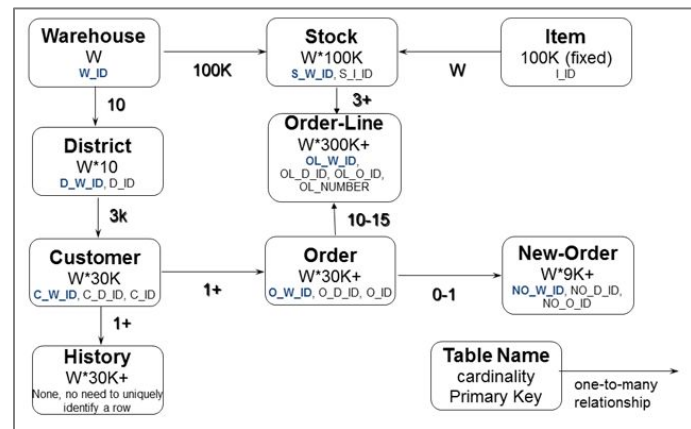 Warehouse
W
W_ID
100K
Stock
W*100K
S_W_ID, S_I_ID
W
Item
100K (fixed)
I_ID
10
3+
District
W*10
D_W_ID, D_ID
Order-Line
W*300K+
OL_W_ID,
OL_D_ID, OL_O_ID,
OL_NUMBER
3k
10-15
Customer
W*30K
C_W_ID, C_D_ID, C_ID
1+
Order
W*30K+
O_W_ID, O_D_ID, O_ID
0-1
New-Order
W*9K+
NO_W_ID, NO_D_ID,
NO_O_ID
1+
History
W*30K+
None, no need to uniquely
identify a row
Table Name
cardinality
Primary Key
one-to-many
relationship